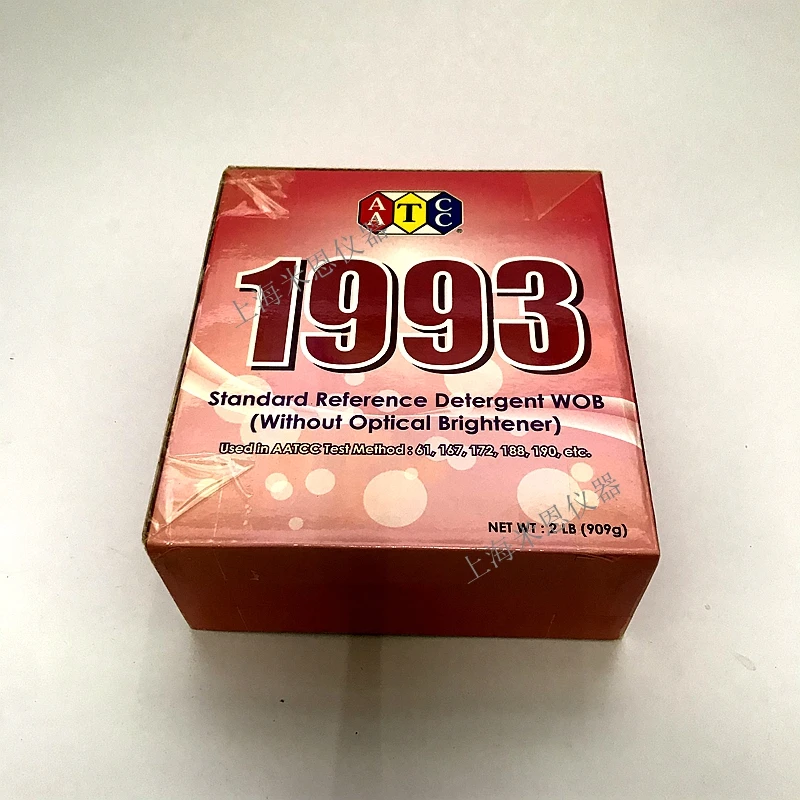 AATCC®
1993
上海米恩仪器
Standard Reference Detergent WOB
(Without Optical Brightener)
Used in AATCC Test Method : 61, 167, 172, 188, 190, etc.
NET WT : 2 LB (909g)
上海米恩仪器